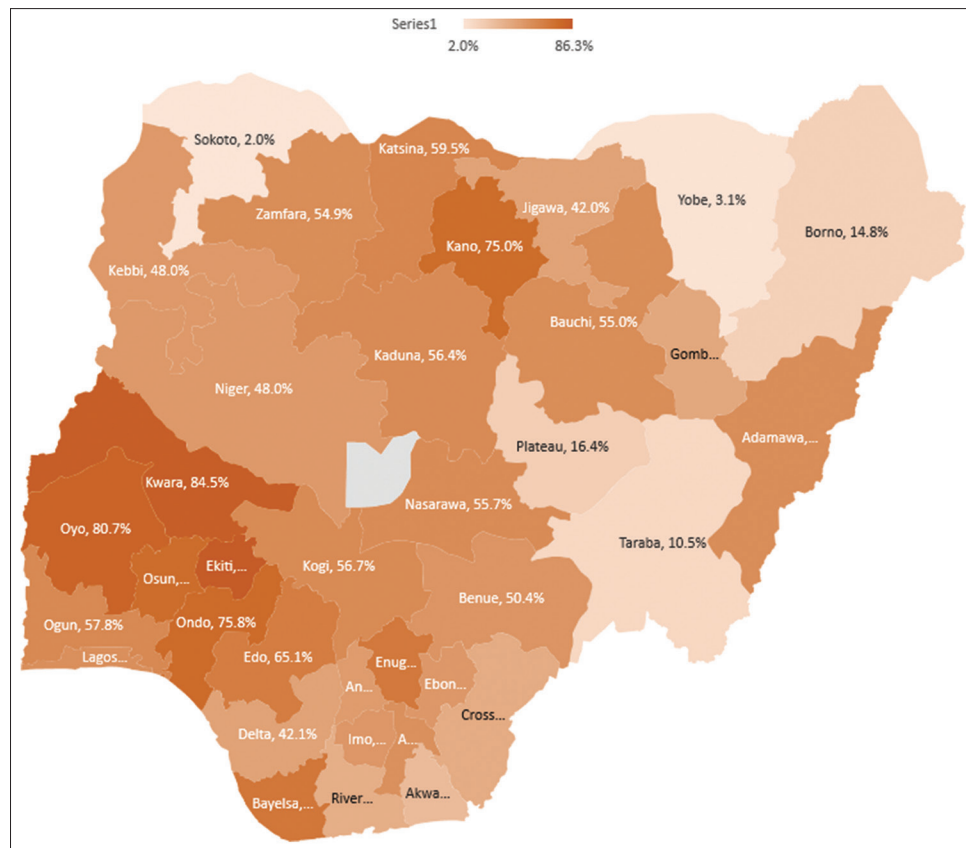 Series1
2.0% 86.3%
Sokoto, 2.0%
Katsina, 59.5%
Zamfara, 54.9%
Jigawa, 42.0%
Yobe, 3.1%
Kano, 75.0%
Borno, 14.8%
Kebbi, 48.0%
Bauchi, 55.0%
Kaduna, 56.4%
Gomb...
Niger, 48.0%
Adamawa,...
Plateau, 16.4%
Kwara, 84.5%
Nasarawa, 55.7%
Oyo, 80.7%
Taraba, 10.5%
Ekiti,...
Kogi, 56.7%
Osun,...
Benue, 50.4%
Ondo, 75.8%
Ogun, 57.8%
Edo, 65.1%
Lagos...
Enug...
Ebon...
An...
Cross...
Delta, 42.1%
Imo,...
A...
Akwa...
River...
Bayelsa,...